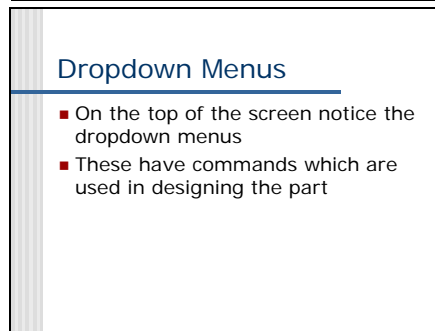 Dropdown Menus
On the top of the screen notice the
dropdown menus
These have commands which are
used in designing the part